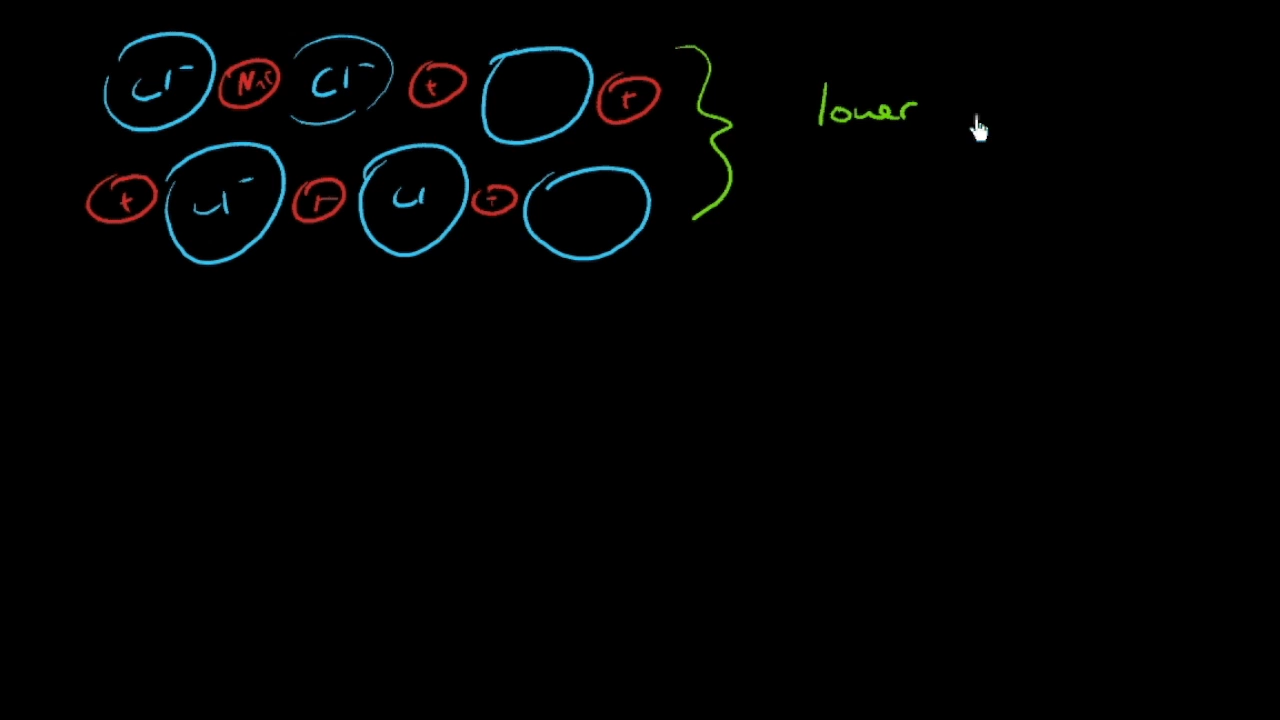 Cl⁻ Na Cl⁻ + +
+ Cl⁻ + Cl +
lower